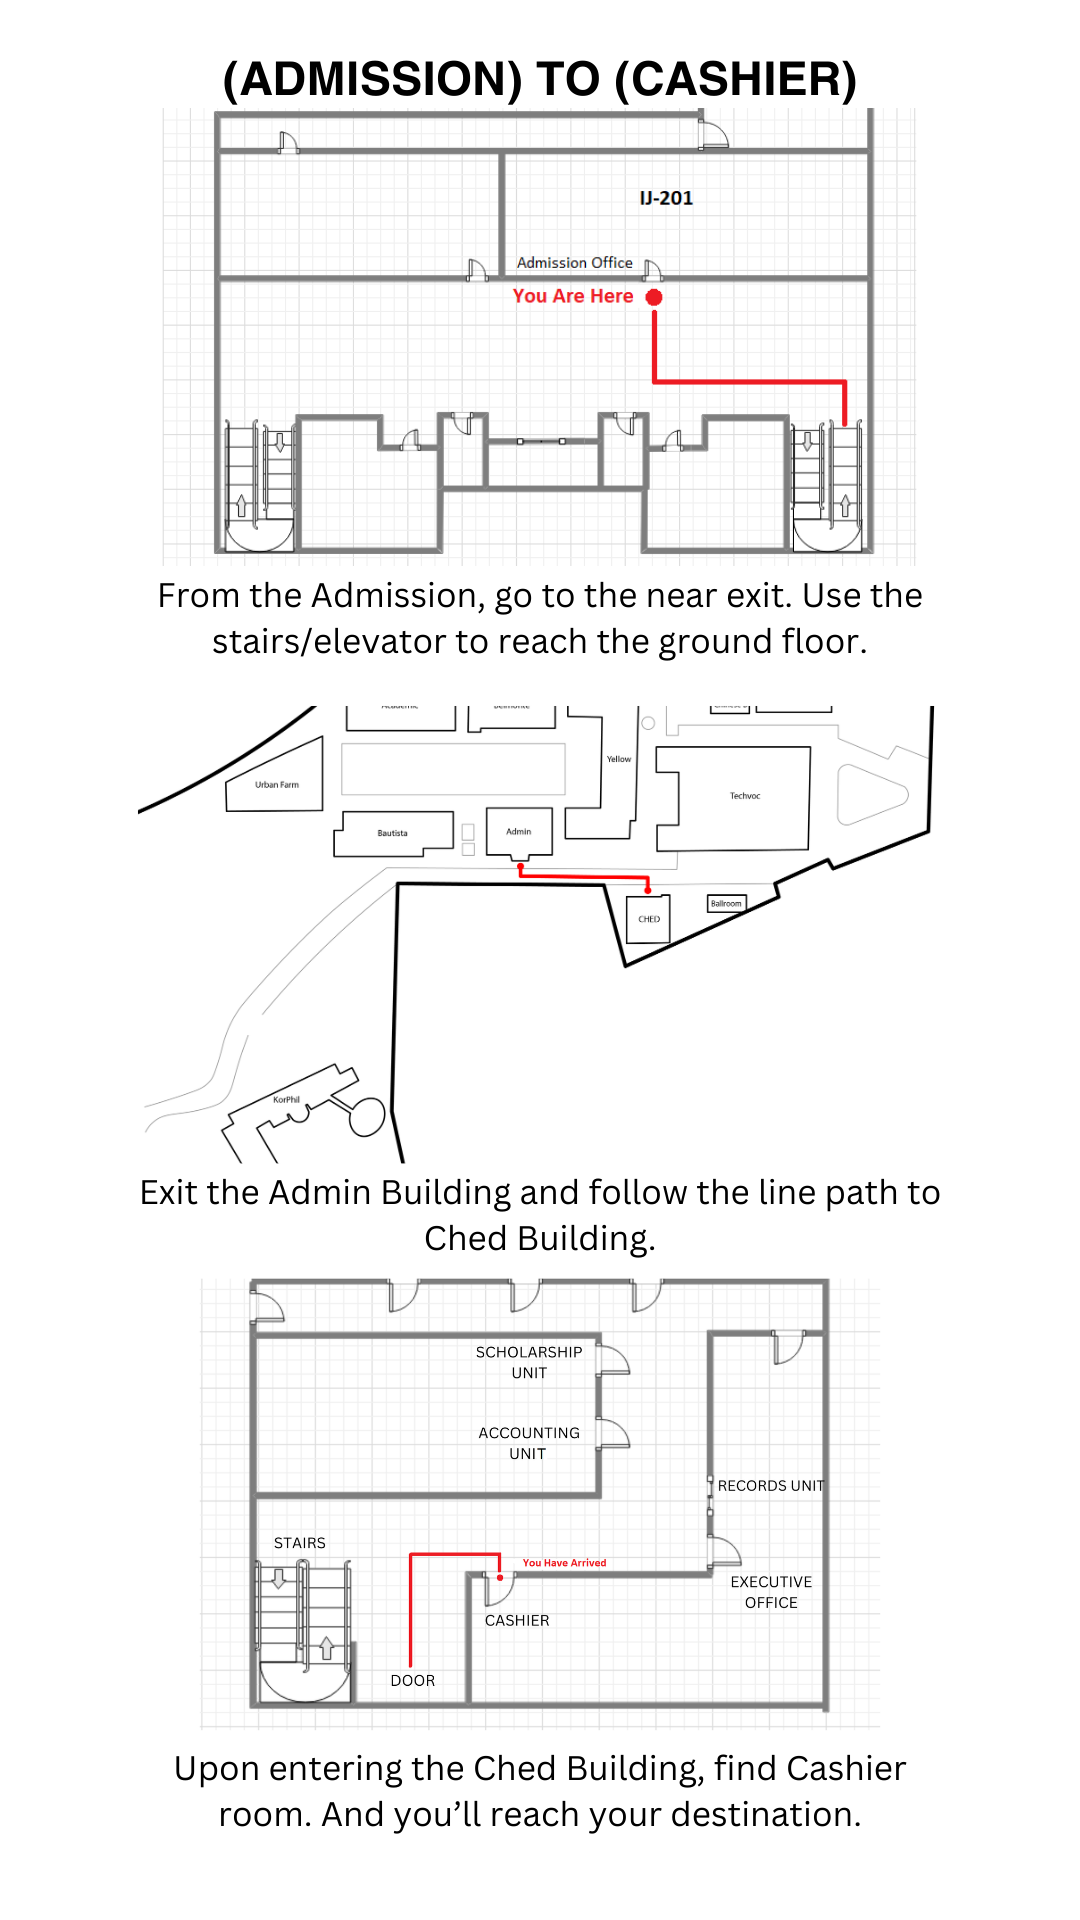 (ADMISSION) TO (CASHIER)
IJ-201
Admission Office
You Are Here
From the Admission, go to the near exit. Use the
stairs/elevator to reach the ground floor.
Academic
Belmonte
Yellow
Urban Farm
Techvoc
Bautista
Admin
Ballroom
CHED
KorPhil
Exit the Admin Building and follow the line path to
Ched Building.
SCHOLARSHIP
UNIT
ACCOUNTING
UNIT
RECORDS UNIT
STAIRS
You Have Arrived
EXECUTIVE
OFFICE
CASHIER
DOOR
Upon entering the Ched Building, find Cashier
room. And you’ll reach your destination.